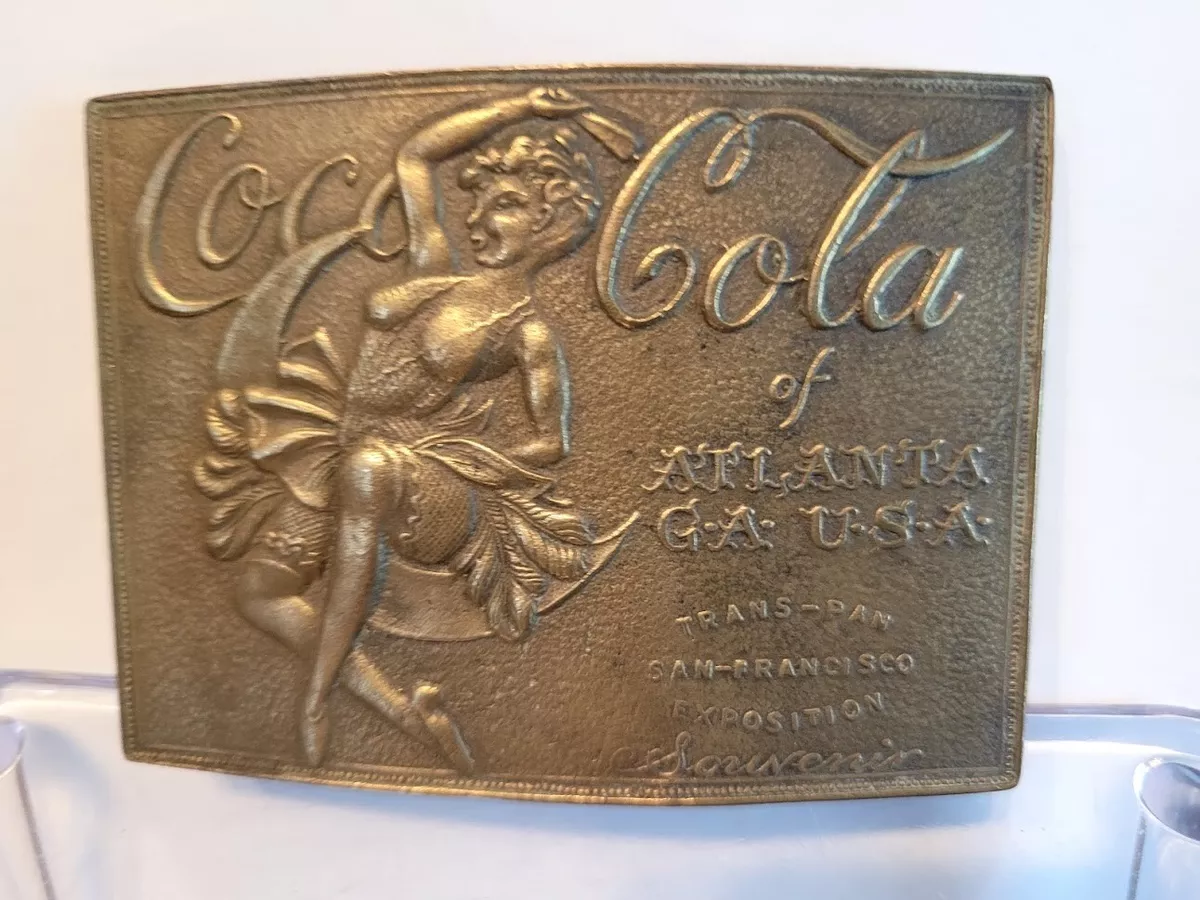 Coca Cola
of
ATLANTA
G·A· U·S·A·
TRANS-PAN
SAN-FRANCISCO
EXPOSITION
Souvenir